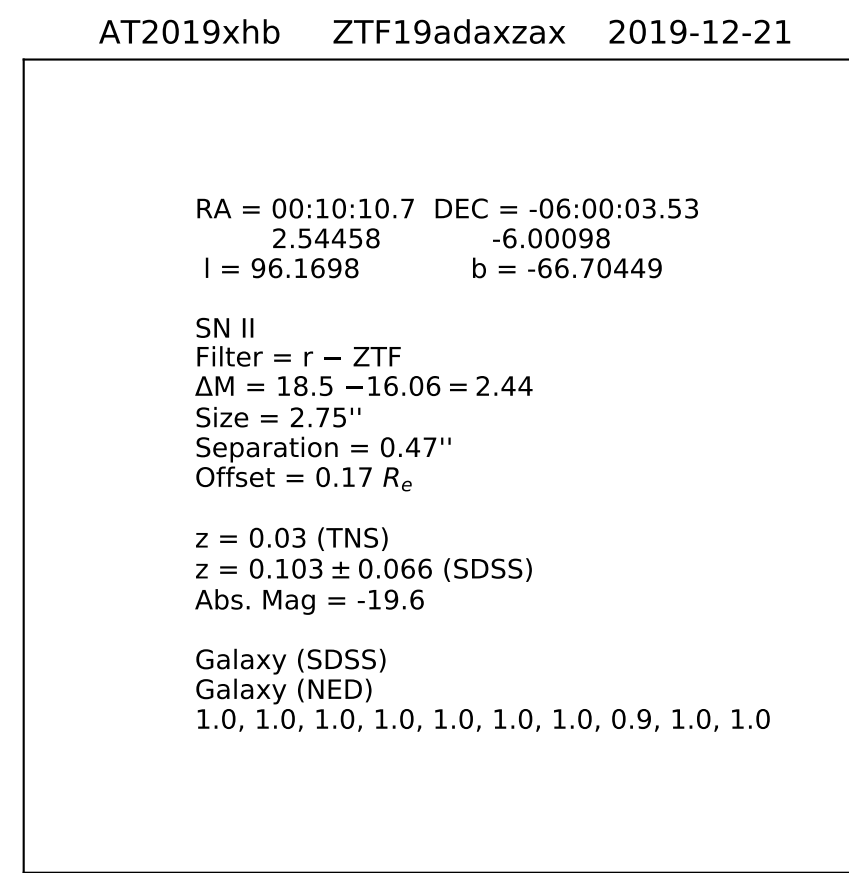 AT2019xhb ZTF19adaxzax 2019-12-21
RA = 00:10:10.7 DEC = -06:00:03.53
2.54458 -6.00098
l = 96.1698 b = -66.70449
SN II
Filter = r − ZTF
ΔM = 18.5 −16.06 = 2.44
Size = 2.75''
Separation = 0.47''
Offset = 0.17 Rₑ
z = 0.03 (TNS)
z = 0.103 ± 0.066 (SDSS)
Abs. Mag = -19.6
Galaxy (SDSS)
Galaxy (NED)
1.0, 1.0, 1.0, 1.0, 1.0, 1.0, 1.0, 0.9, 1.0, 1.0